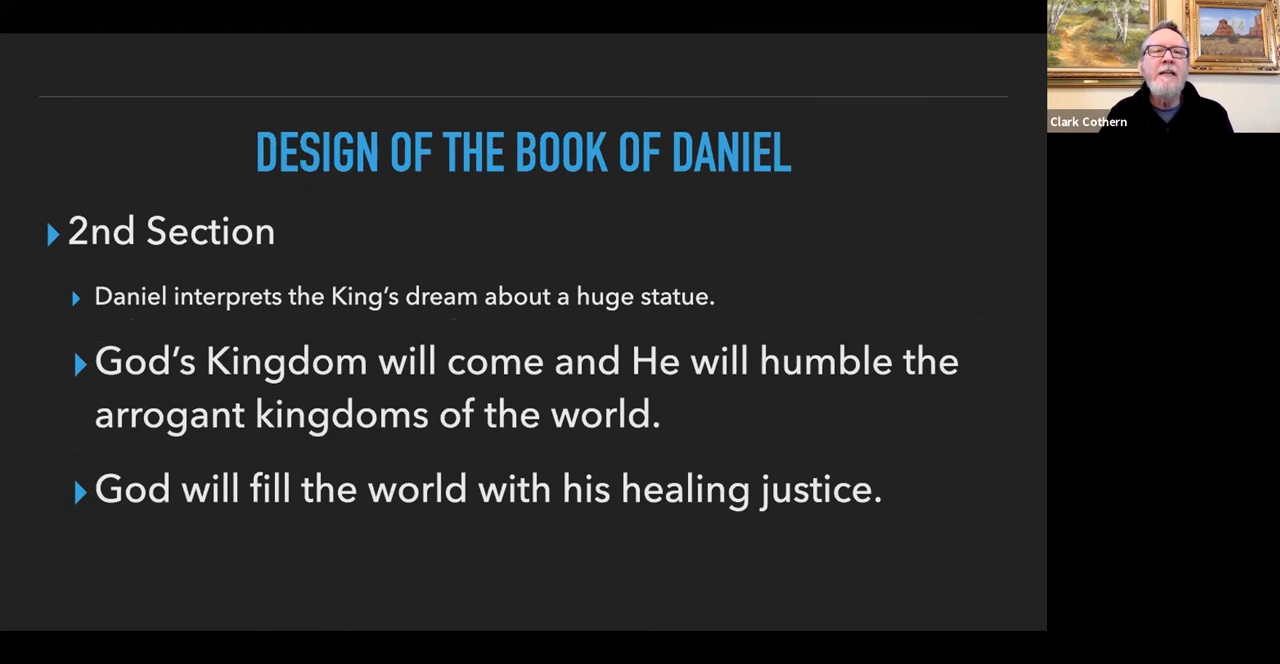 DESIGN OF THE BOOK OF DANIEL
2nd Section
Daniel interprets the King's dream about a huge statue.
God's Kingdom will come and He will humble the
arrogant kingdoms of the world.
God will fill the world with his healing justice.
Clark Cothern